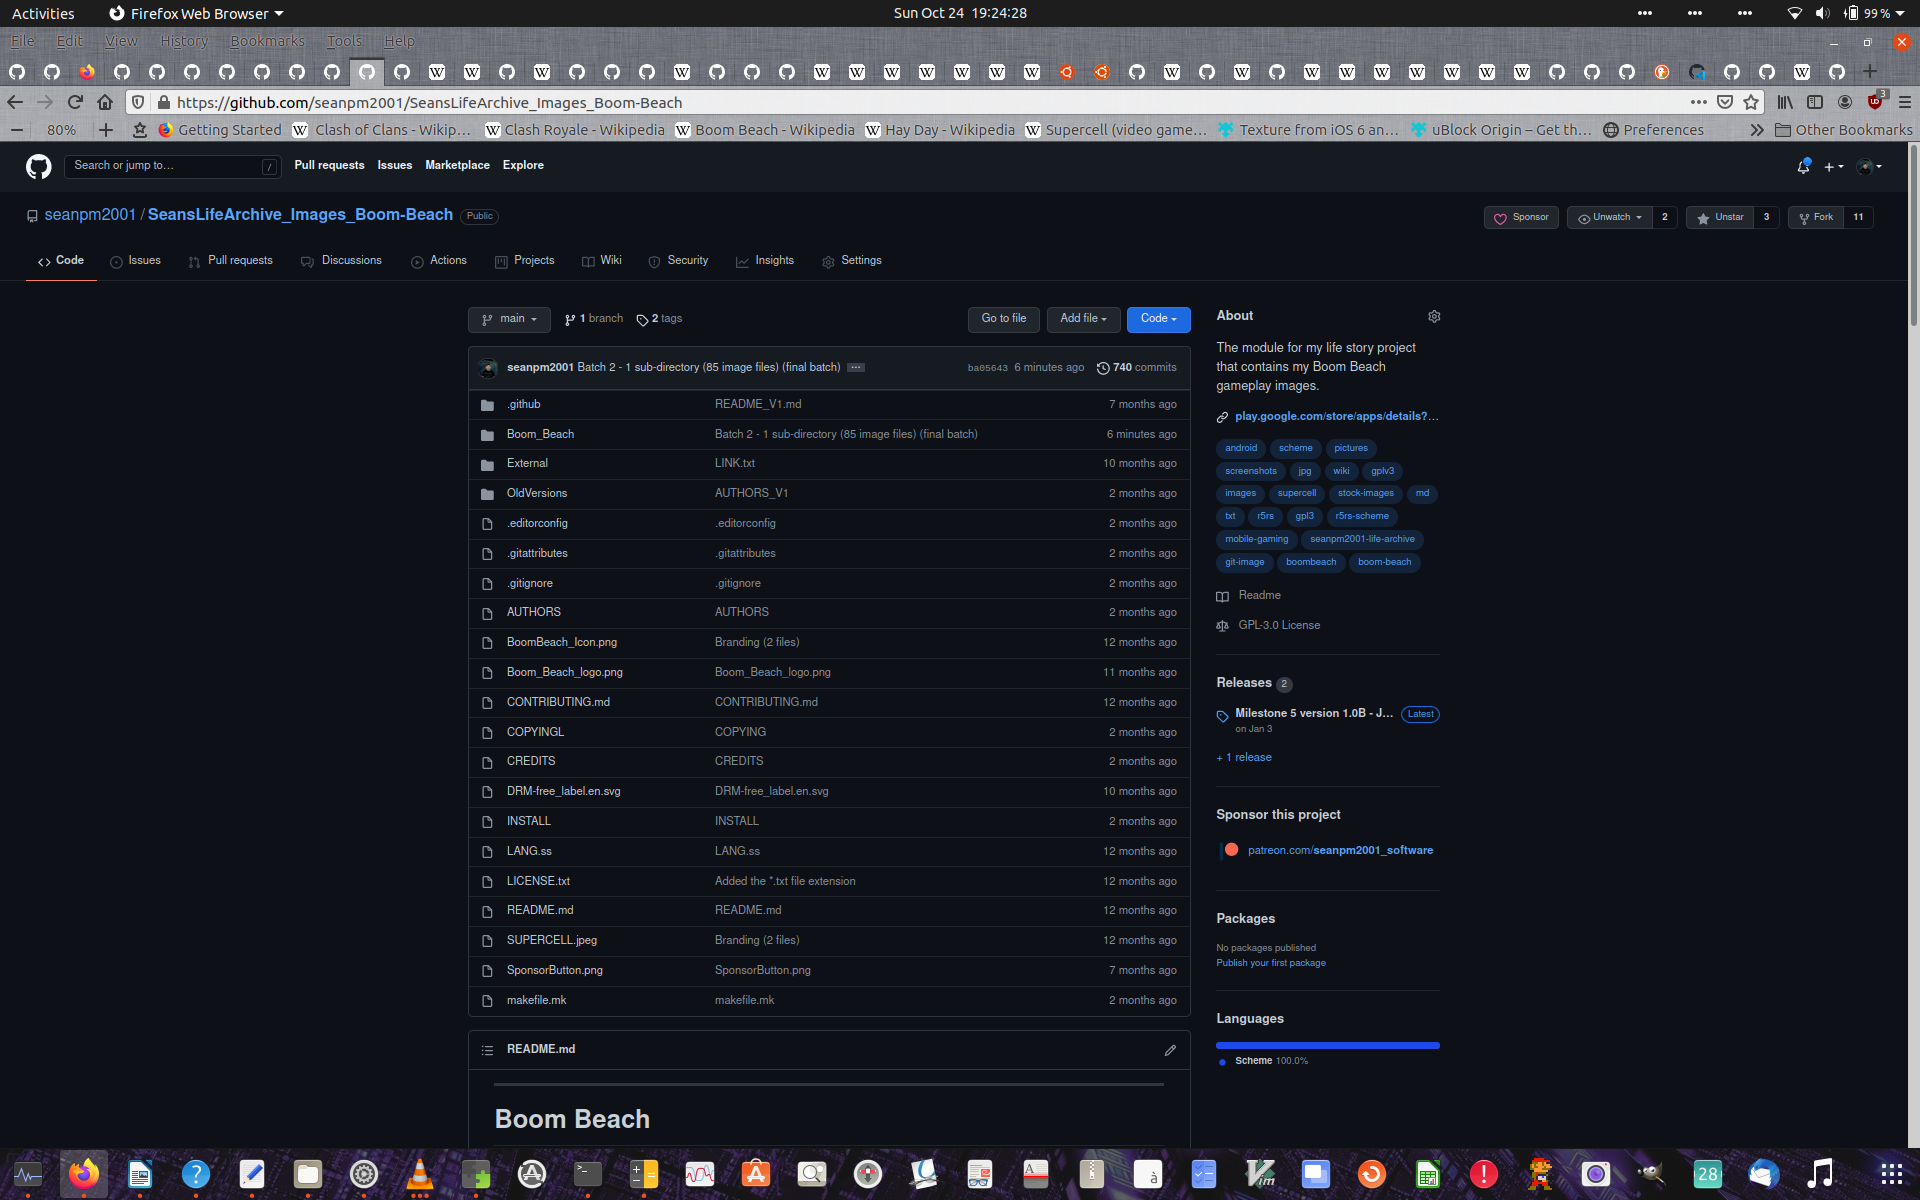 Activities
Firefox Web Browser
Sun Oct 24 19:24:28
99 %
File Edit View History Bookmarks Tools Help
https://github.com/seanpm2001/SeansLifeArchive_Images_Boom-Beach
3
80%
Getting Started
Clash of Clans - Wikip…
Clash Royale - Wikipedia
Boom Beach - Wikipedia
Hay Day - Wikipedia
Supercell (video game…
Texture from iOS 6 an…
uBlock Origin – Get th…
Preferences
Other Bookmarks
Search or jump to…
/
Pull requests Issues Marketplace Explore
seanpm2001 / SeansLifeArchive_Images_Boom-Beach Public
Sponsor
Unwatch 2
Unstar 3
Fork 11
Code
Issues
Pull requests
Discussions
Actions
Projects
Wiki
Security
Insights
Settings
main
1 branch
2 tags
Go to file
Add file
Code
seanpm2001 Batch 2 - 1 sub-directory (85 image files) (final batch) ba05643 6 minutes ago 740 commits
.github README_V1.md 7 months ago
Boom_Beach Batch 2 - 1 sub-directory (85 image files) (final batch) 6 minutes ago
External LINK.txt 10 months ago
OldVersions AUTHORS_V1 2 months ago
.editorconfig .editorconfig 2 months ago
.gitattributes .gitattributes 2 months ago
.gitignore .gitignore 2 months ago
AUTHORS AUTHORS 2 months ago
BoomBeach_Icon.png Branding (2 files) 12 months ago
Boom_Beach_logo.png Boom_Beach_logo.png 11 months ago
CONTRIBUTING.md CONTRIBUTING.md 12 months ago
COPYINGL COPYING 2 months ago
CREDITS CREDITS 2 months ago
DRM-free_label.en.svg DRM-free_label.en.svg 10 months ago
INSTALL INSTALL 2 months ago
LANG.ss LANG.ss 12 months ago
LICENSE.txt Added the *.txt file extension 12 months ago
README.md README.md 12 months ago
SUPERCELL.jpeg Branding (2 files) 12 months ago
SponsorButton.png SponsorButton.png 7 months ago
makefile.mk makefile.mk 2 months ago
README.md
Boom Beach
About
The module for my life story project
that contains my Boom Beach
gameplay images.
play.google.com/store/apps/details?…
android scheme pictures
screenshots jpg wiki gplv3
images supercell stock-images md
txt r5rs gpl3 r5rs-scheme
mobile-gaming seanpm2001-life-archive
git-image boombeach boom-beach
Readme
GPL-3.0 License
Releases 2
Milestone 5 version 1.0B - J… Latest
on Jan 3
+ 1 release
Sponsor this project
patreon.com/seanpm2001_software
Packages
No packages published
Publish your first package
Languages
Scheme 100.0%
28